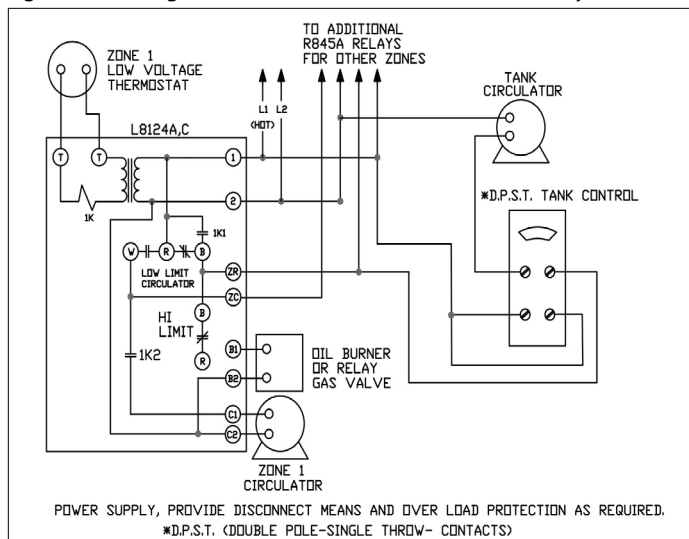 TO ADDITIONAL
R845A RELAYS
FOR OTHER ZONES
ZONE 1
LOW VOLTAGE
THERMOSTAT
L1
L2
(HOT)
TANK
CIRCULATOR
L8124A,C
T
T
1
1K
2
*D.P.S.T. TANK CONTROL
1K1
W
R
B
LOW LIMIT
CIRCULATOR
ZR
ZC
HI
LIMIT
B
R
1K2
B1
B2
OIL BURNER
OR RELAY
GAS VALVE
C1
C2
ZONE 1
CIRCULATOR
POWER SUPPLY, PROVIDE DISCONNECT MEANS AND OVER LOAD PROTECTION AS REQUIRED.
*D.P.S.T. (DOUBLE POLE-SINGLE THROW- CONTACTS)